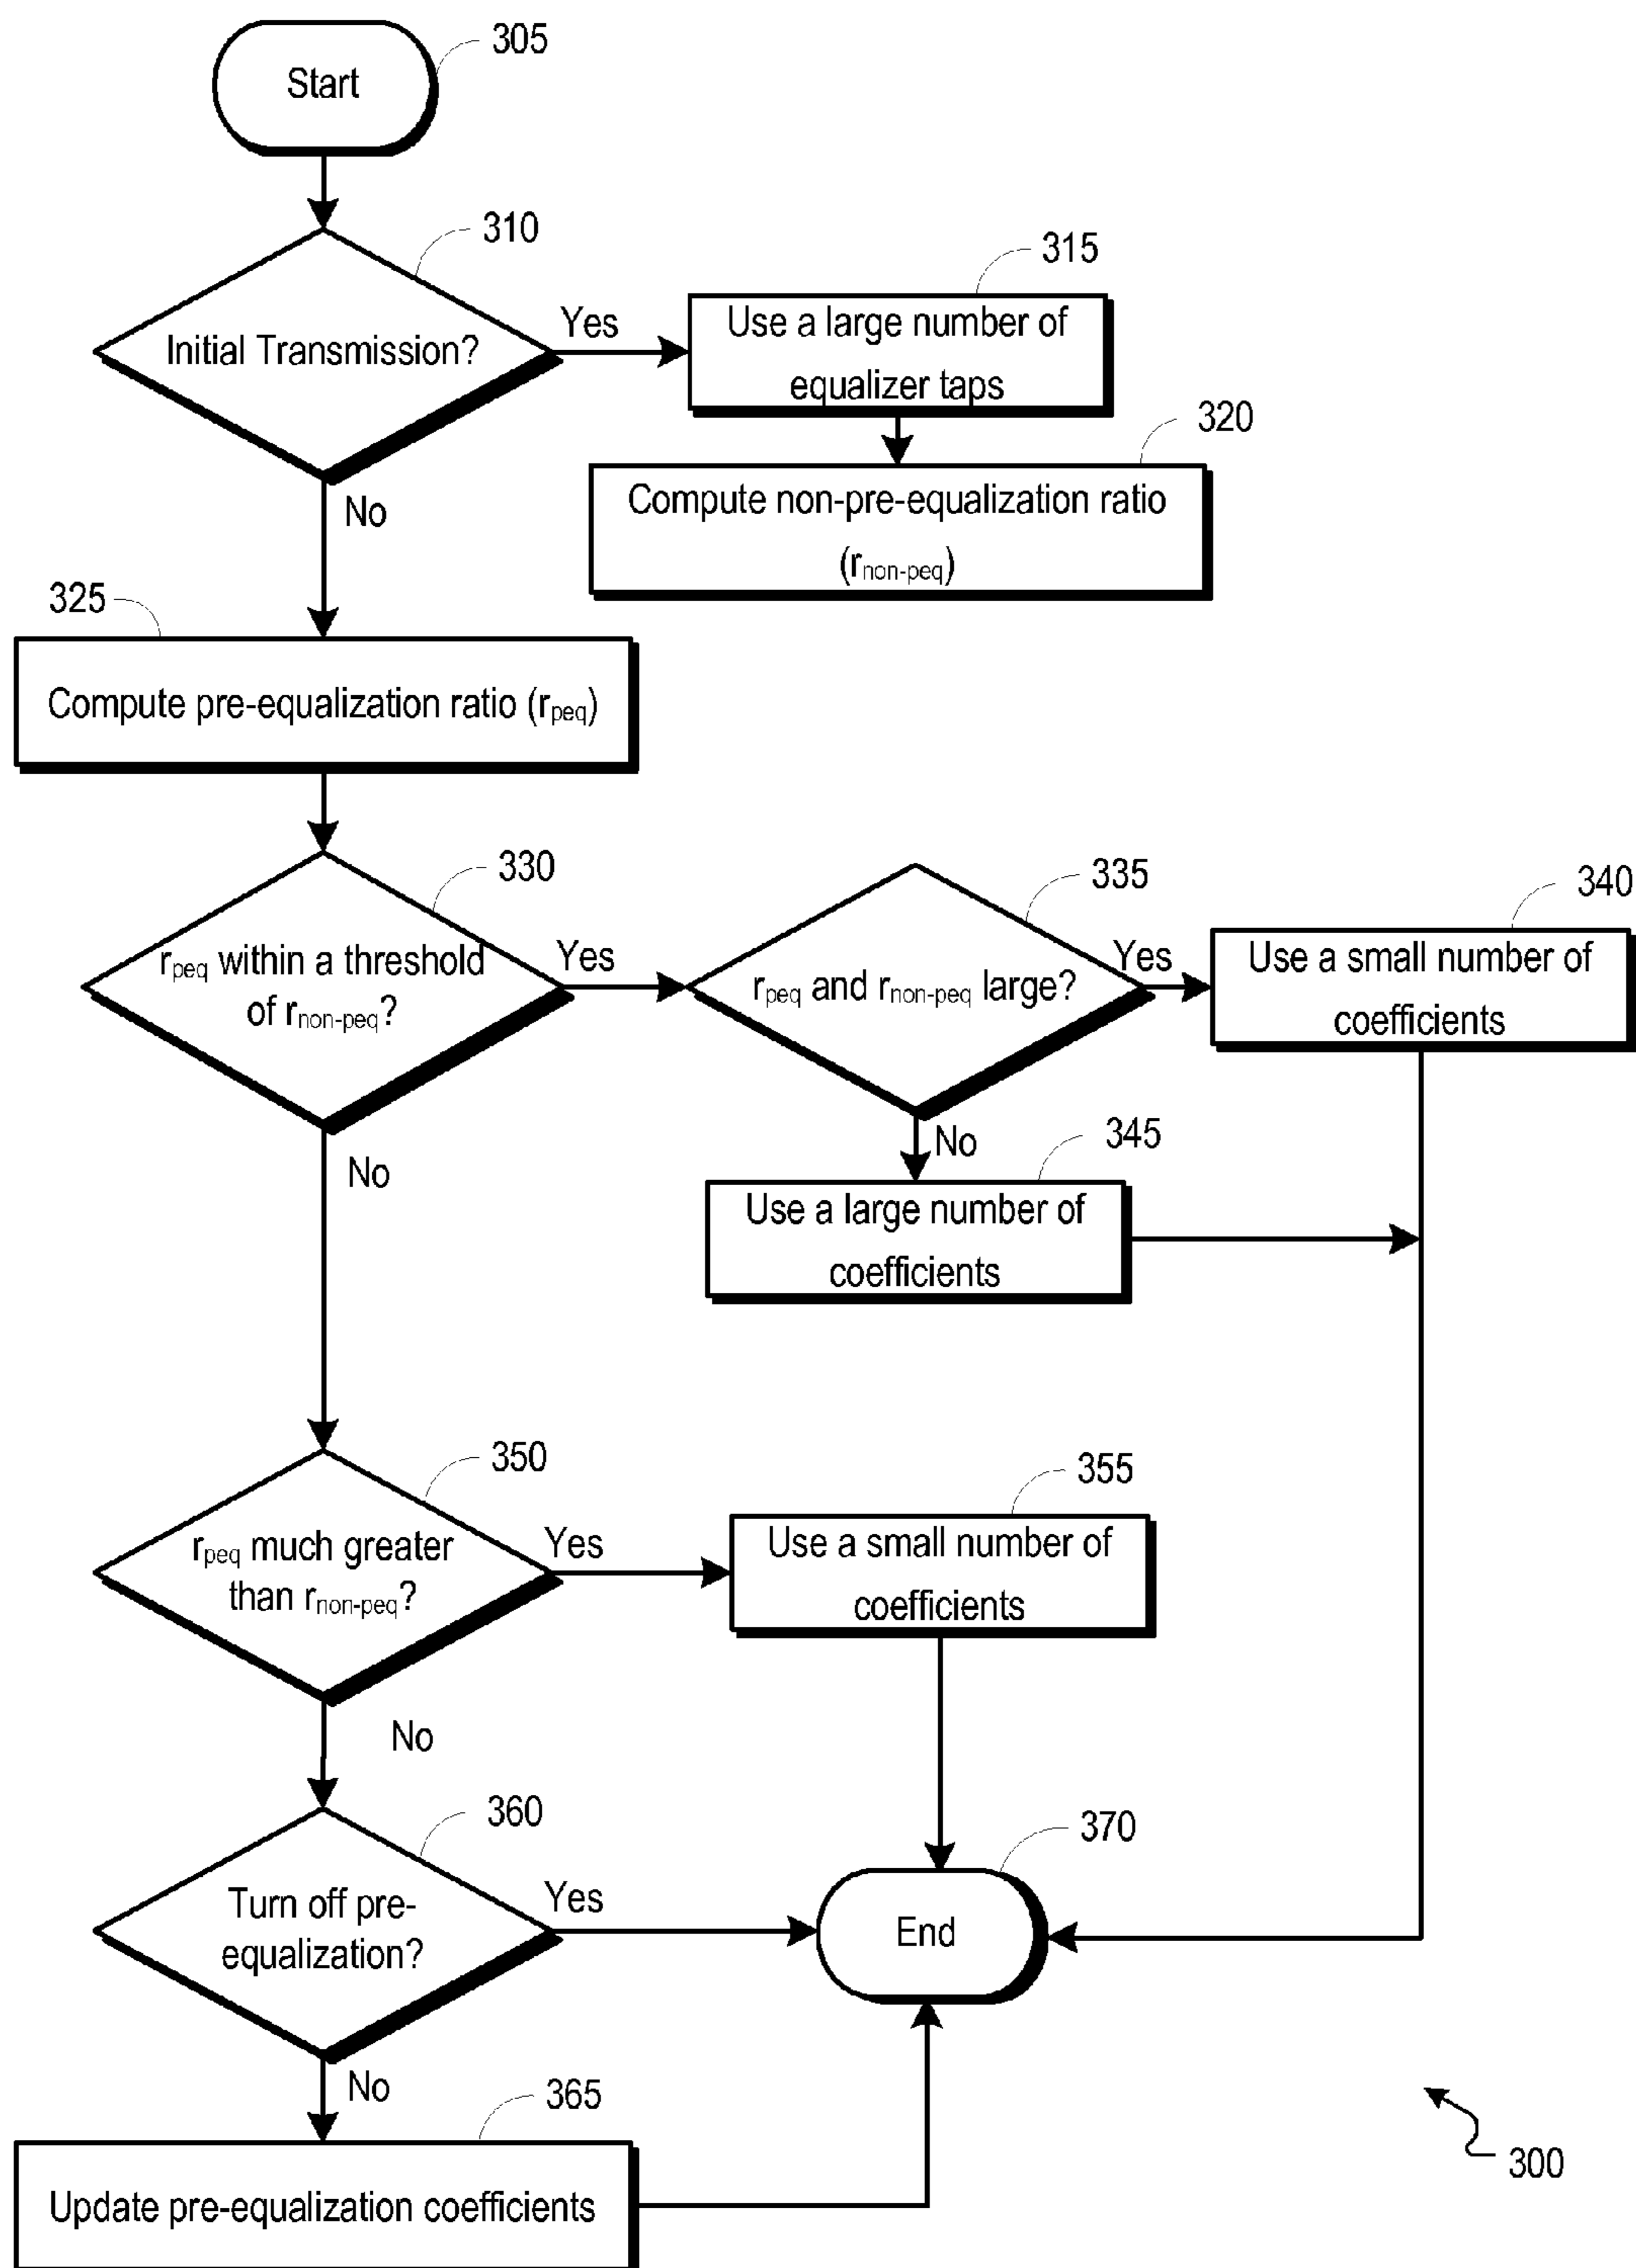 305
Start
310
Initial Transmission?
Yes
No
315
Use a large number of
equalizer taps
320
Compute non-pre-equalization ratio
(rnon-peq)
325
Compute pre-equalization ratio (rpeq)
330
rpeq within a threshold
of rnon-peq?
Yes
No
335
rpeq and rnon-peq large?
Yes
No
340
Use a small number of
coefficients
345
Use a large number of
coefficients
350
rpeq much greater
than rnon-peq?
Yes
No
355
Use a small number of
coefficients
360
Turn off pre-
equalization?
Yes
No
370
End
365
Update pre-equalization coefficients
300